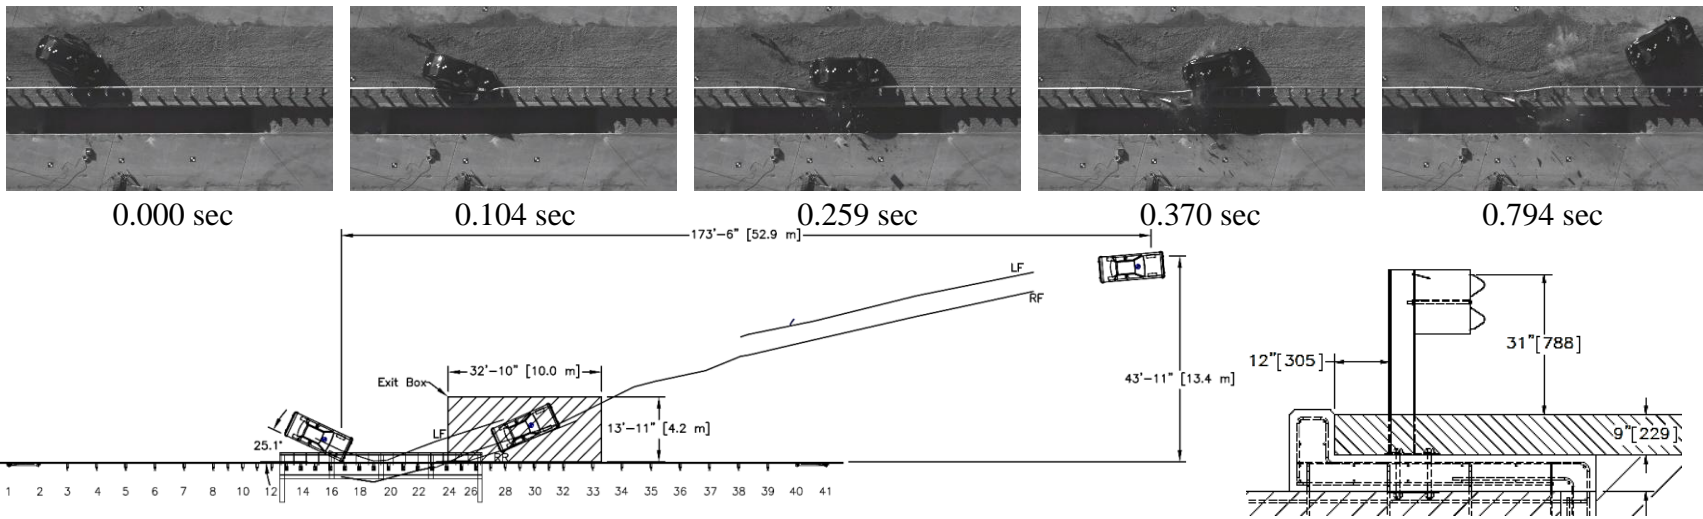 0.000 sec
0.104 sec
0.259 sec
0.370 sec
0.794 sec
173'-6" [52.9 m]
LF
RF
32'-10" [10.0 m]
12"[305]
31"[788]
Exit Box
43'-11" [13.4 m]
13'-11" [4.2 m]
9"[229]
25.1°
LF
RR
1 2 3 4 5 6 7 8 10 12 14 16 18 20 22 24 26 28 30 32 33 34 35 36 37 38 39 40 41